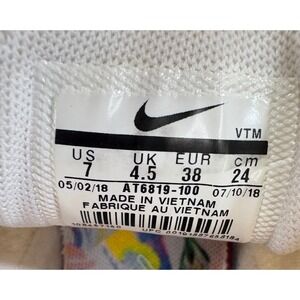 VTM
US UK EUR cm
7 4.5 38 24
05/02/18 AT6819-100 07/10/18
MADE IN VIETNAM
FABRIQUE AU VIETNAM